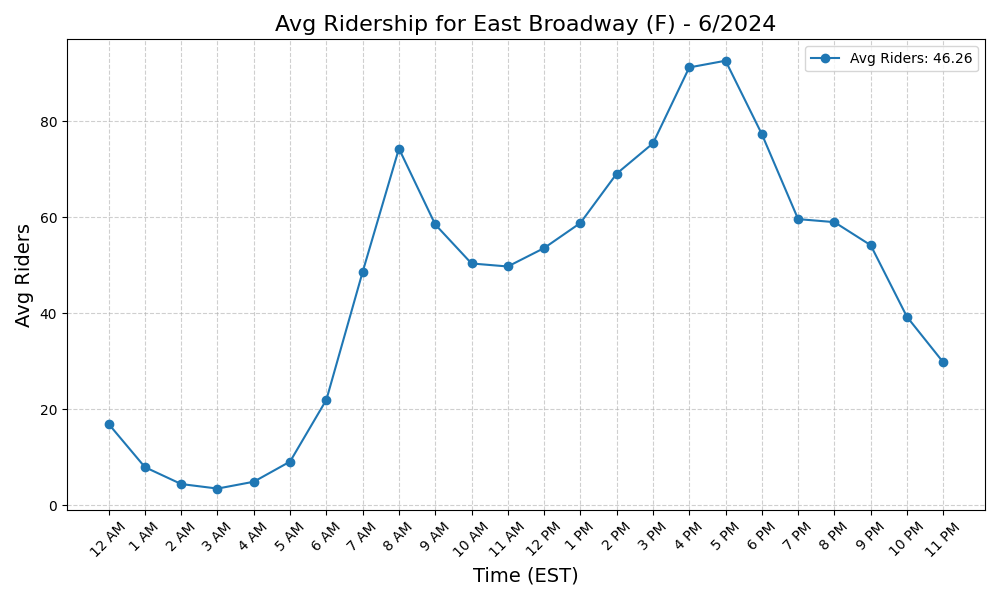 Avg Ridership for East Broadway (F) - 6/2024
Avg Riders: 46.26
Avg Riders
80
60
40
20
0
12 AM
1 AM
2 AM
3 AM
4 AM
5 AM
6 AM
7 AM
8 AM
9 AM
10 AM
11 AM
12 PM
1 PM
2 PM
3 PM
4 PM
5 PM
6 PM
7 PM
8 PM
9 PM
10 PM
11 PM
Time (EST)